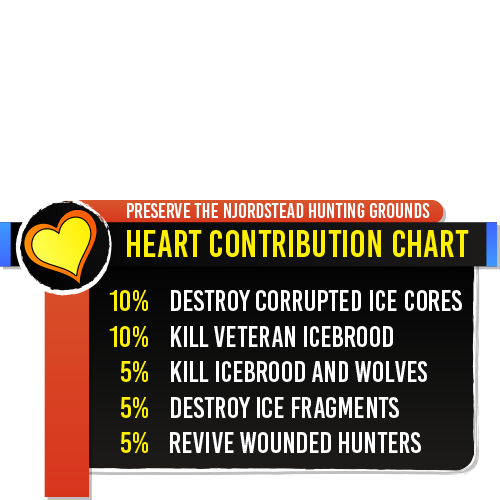 PRESERVE THE NJORDSTEAD HUNTING GROUNDS
HEART CONTRIBUTION CHART
10% DESTROY CORRUPTED ICE CORES
10% KILL VETERAN ICEBROOD
5% KILL ICEBROOD AND WOLVES
5% DESTROY ICE FRAGMENTS
5% REVIVE WOUNDED HUNTERS